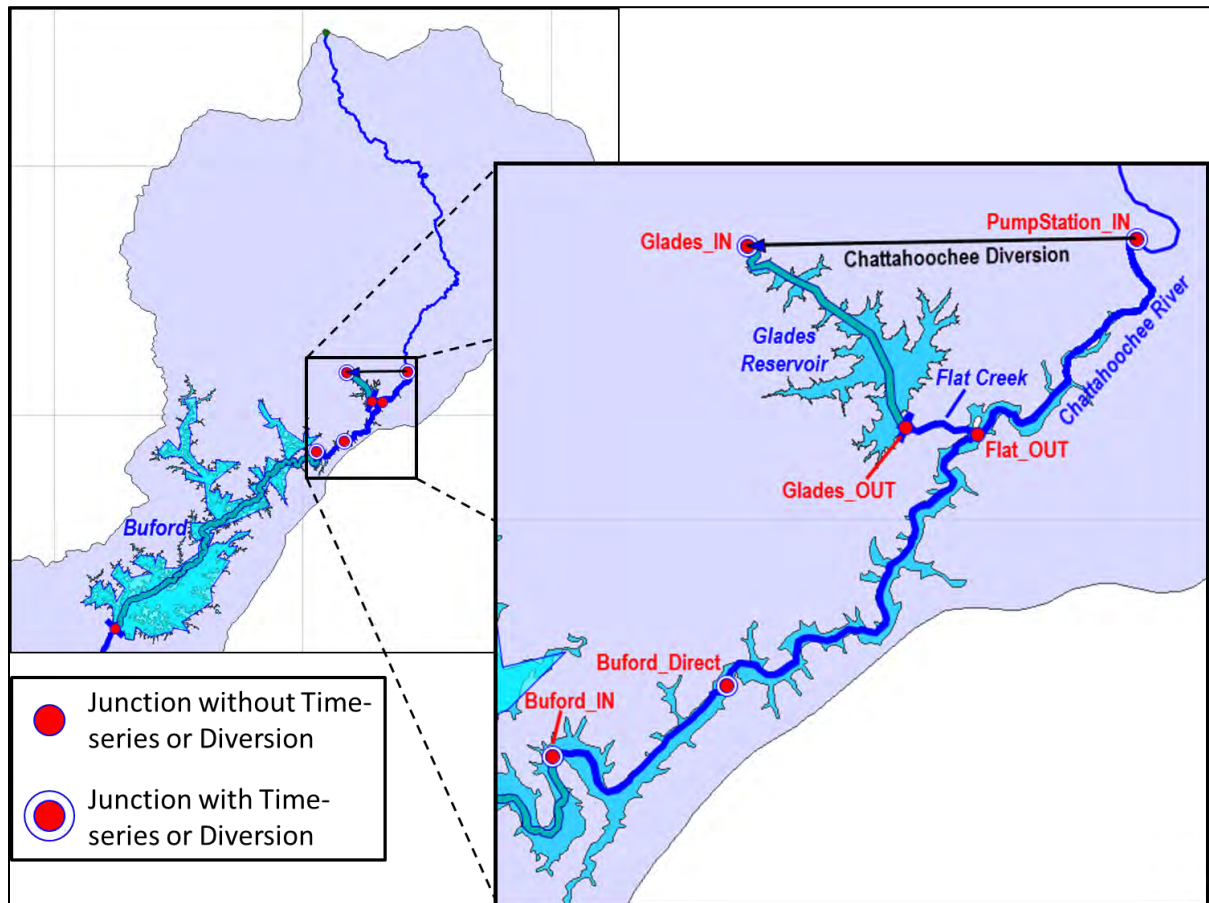 Buford
Glades_IN
PumpStation_IN
Chattahoochee Diversion
Glades
Reservoir
Flat Creek
Chattahoochee River
Flat_OUT
Glades_OUT
Buford_Direct
Buford_IN
Junction without Time-
series or Diversion
Junction with Time-
series or Diversion